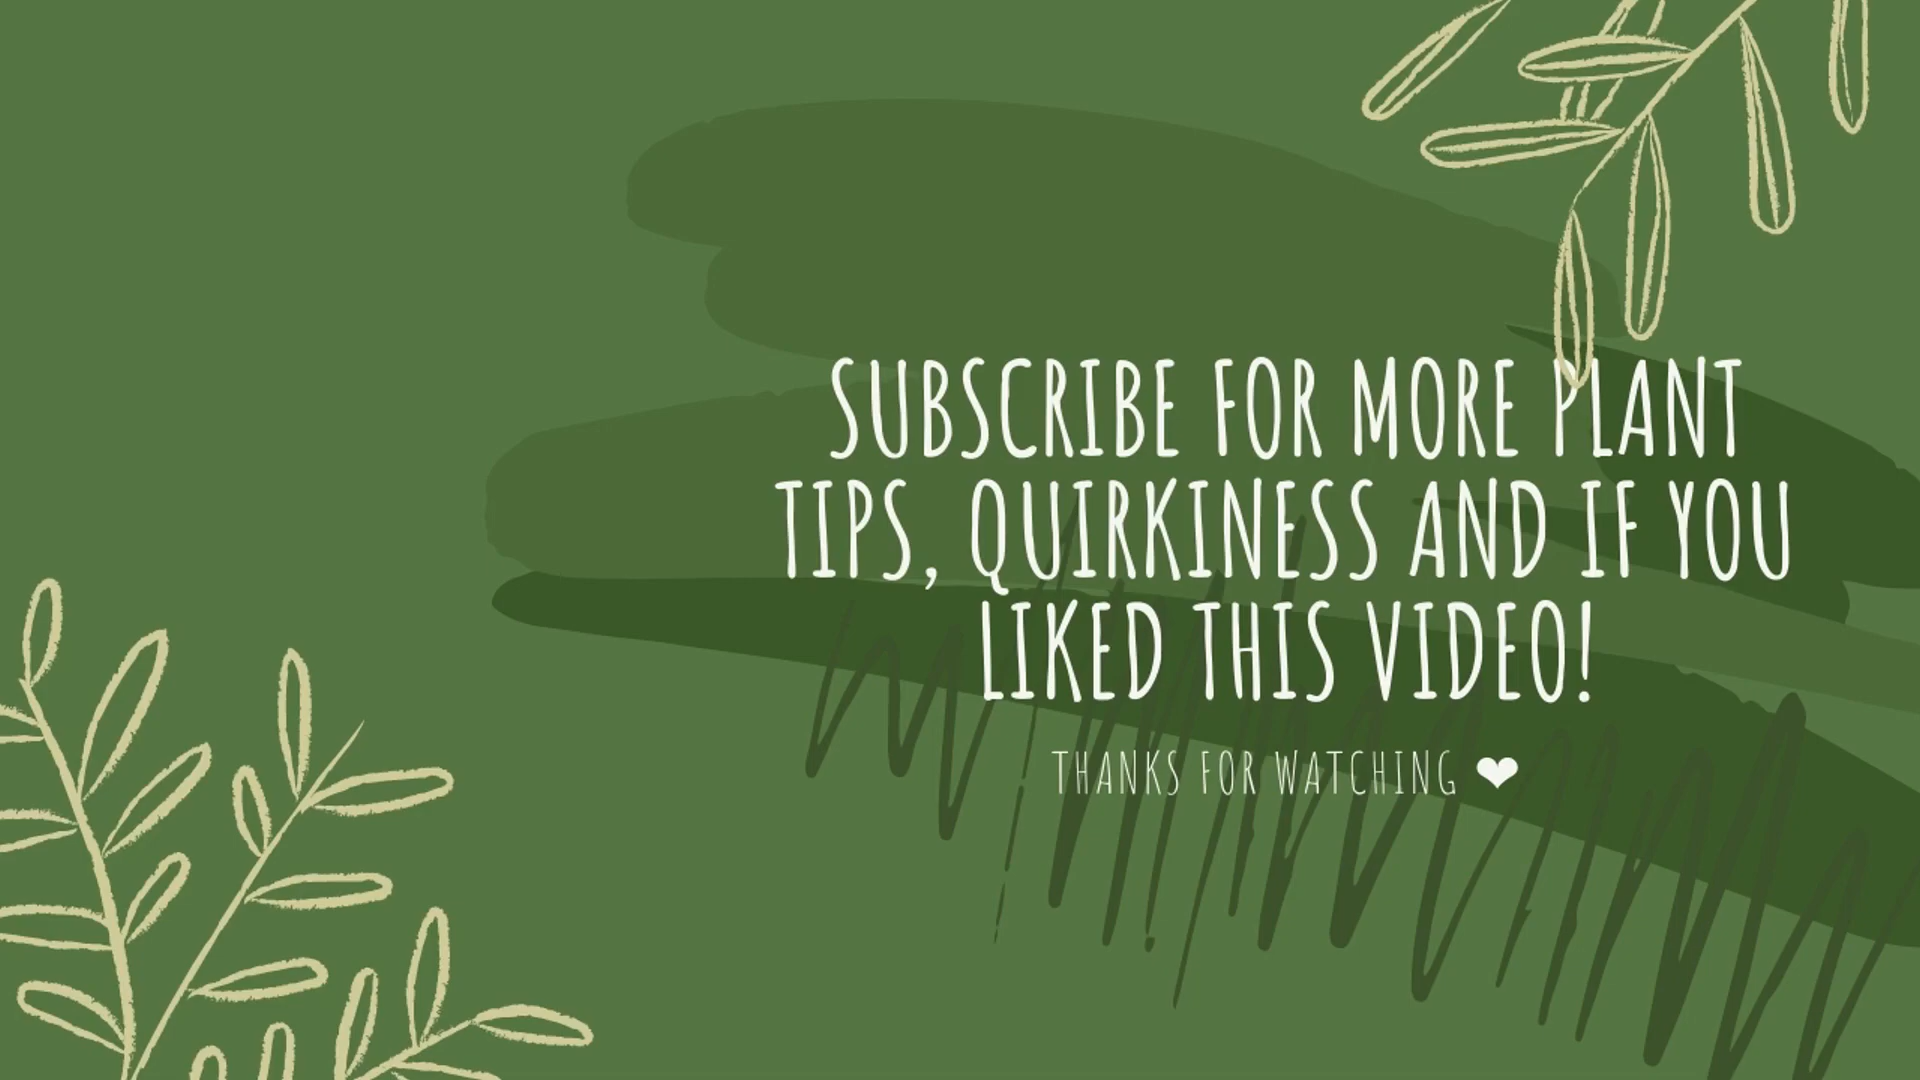 SUBSCRIBE FOR MORE PLANT
TIPS, QUIRKINESS AND IF YOU
LIKED THIS VIDEO!
THANKS FOR WATCHING ❤